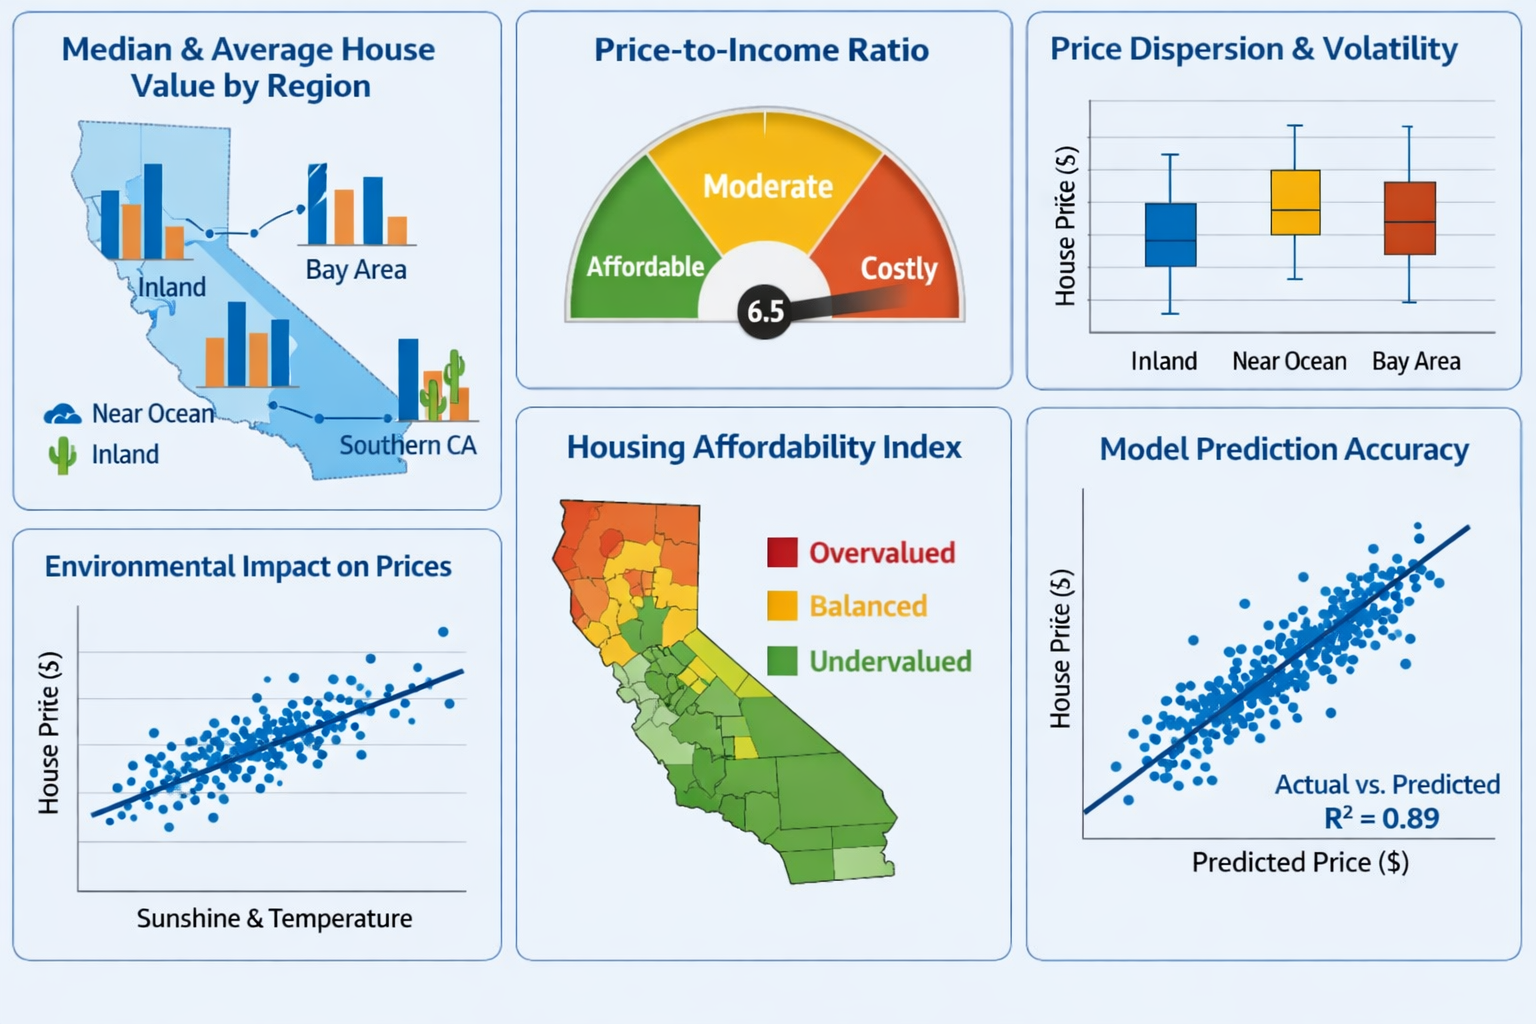 Median & Average House
Value by Region
Inland
Bay Area
Near Ocean
Inland
Southern CA
Price-to-Income Ratio
Affordable
Moderate
Costly
6.5
Price Dispersion & Volatility
House Price ($)
Inland
Near Ocean
Bay Area
Environmental Impact on Prices
House Price ($)
Sunshine & Temperature
Housing Affordability Index
Overvalued
Balanced
Undervalued
Model Prediction Accuracy
House Price ($)
Actual vs. Predicted
R² = 0.89
Predicted Price ($)